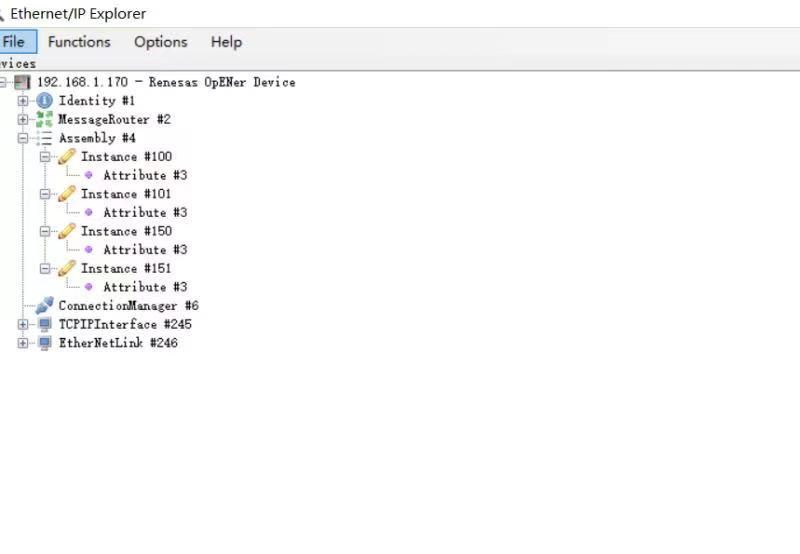 Ethernet/IP Explorer
File Functions Options Help
evices
192.168.1.170 - Renesas OpENer Device
Identity #1
MessageRouter #2
Assembly #4
Instance #100
Attribute #3
Instance #101
Attribute #3
Instance #150
Attribute #3
Instance #151
Attribute #3
ConnectionManager #6
TCPIPInterface #245
EtherNetLink #246